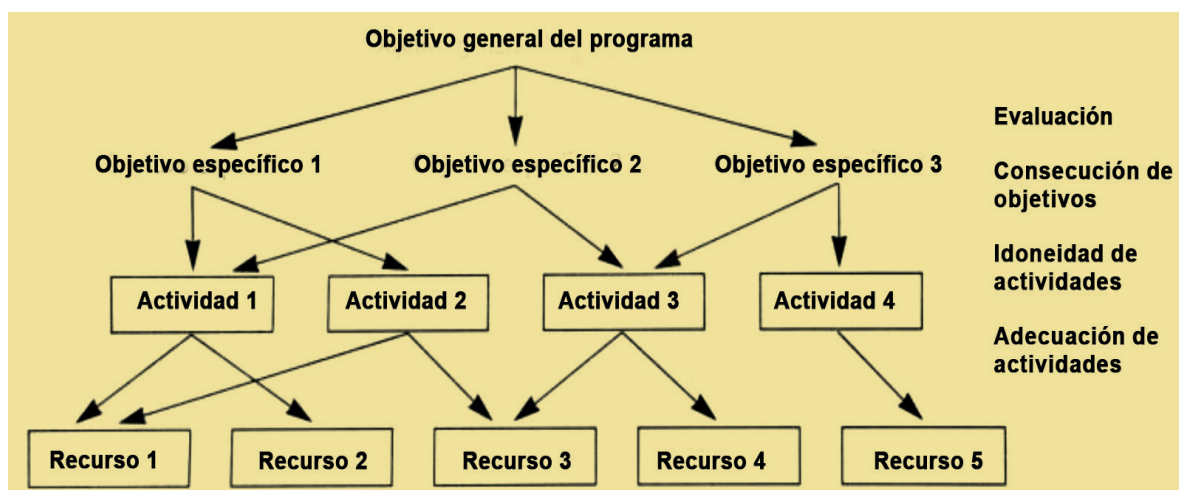 Objetivo general del programa
Objetivo específico 1
Objetivo específico 2
Objetivo específico 3
Actividad 1
Actividad 2
Actividad 3
Actividad 4
Recurso 1
Recurso 2
Recurso 3
Recurso 4
Recurso 5
Evaluación
Consecución de
objetivos
Idoneidad de
actividades
Adecuación de
actividades